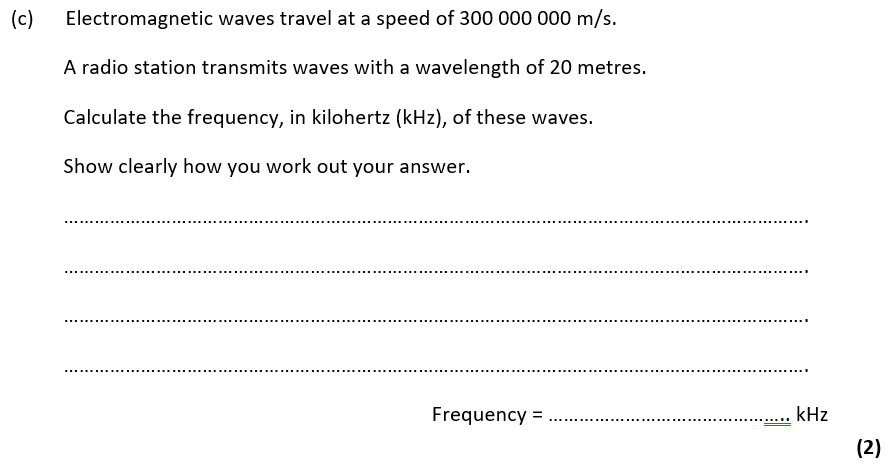 (c) Electromagnetic waves travel at a speed of 300 000 000 m/s.
A radio station transmits waves with a wavelength of 20 metres.
Calculate the frequency, in kilohertz (kHz), of these waves.
Show clearly how you work out your answer.
................................................................................................................................................
................................................................................................................................................
................................................................................................................................................
................................................................................................................................................
Frequency = ............................................... kHz
(2)